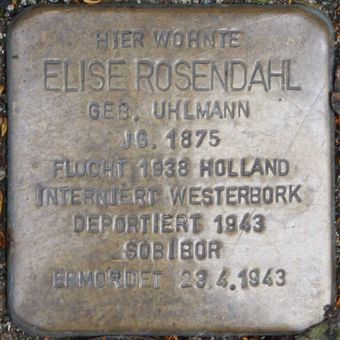 HIER WOHNTE
ELISE ROSENDAHL
GEB. UHLMANN
JG. 1875
FLUCHT 1938 HOLLAND
INTERNIERT WESTERBORK
DEPORTIERT 1943
SOBIBOR
ERMORDET 23.4.1943